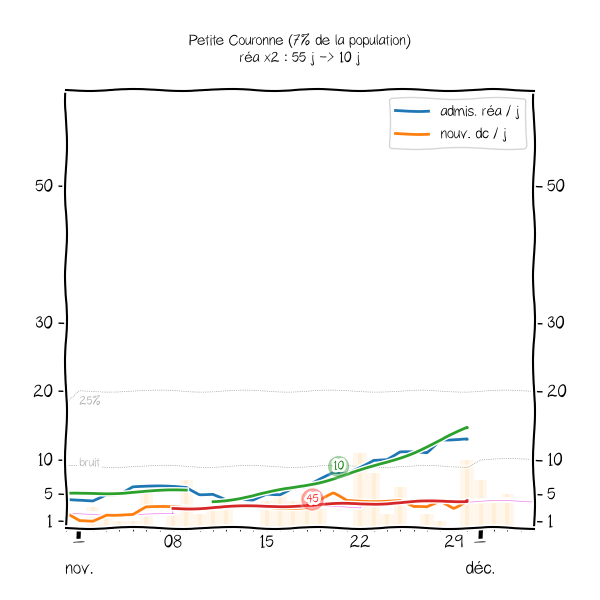 Petite Couronne (7% de la population)
réa x2 : 55 j -> 10 j
admis. réa / j
nouv. dc / j
50 50
30 30
20 20
25%
10 bruit 10
10
5 45 5
1 1
08 15 22 29
nov. déc.